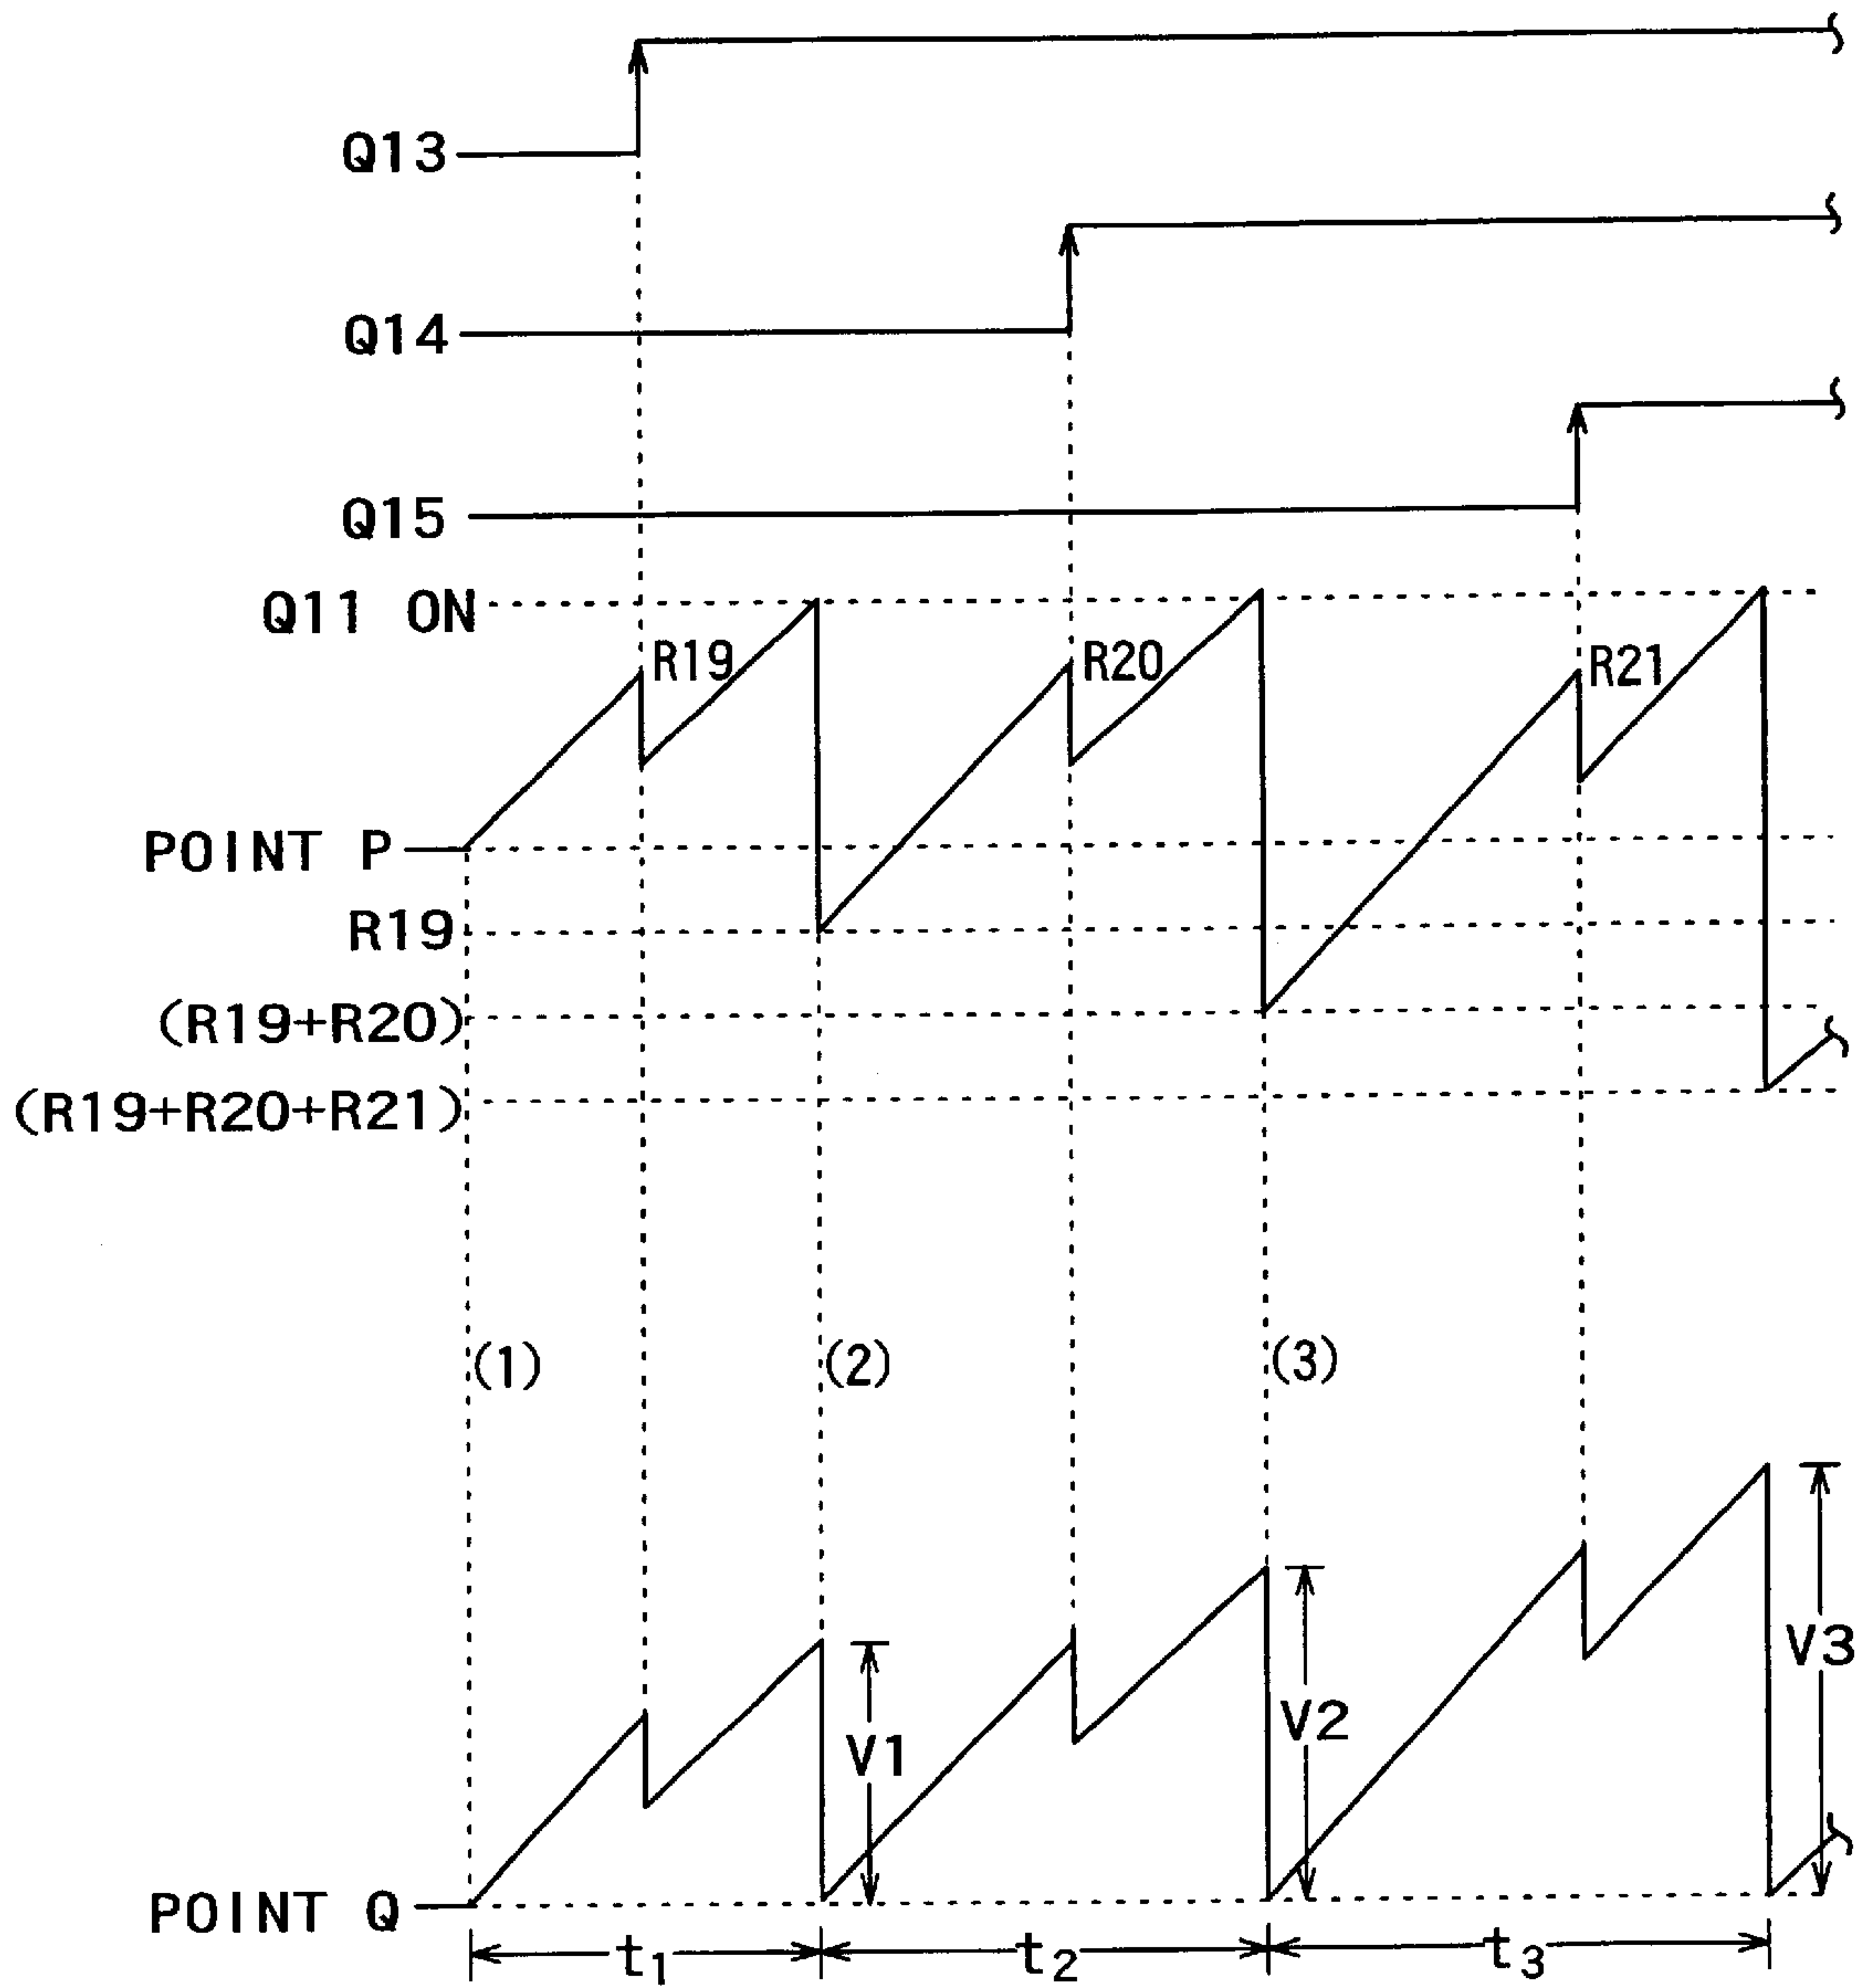 Q13
Q14
Q15
Q11 ON
R19
R20
R21
POINT P
R19
(R19+R20)
(R19+R20+R21)
(1)
(2)
(3)
V1
V2
V3
POINT Q
t1
t2
t3